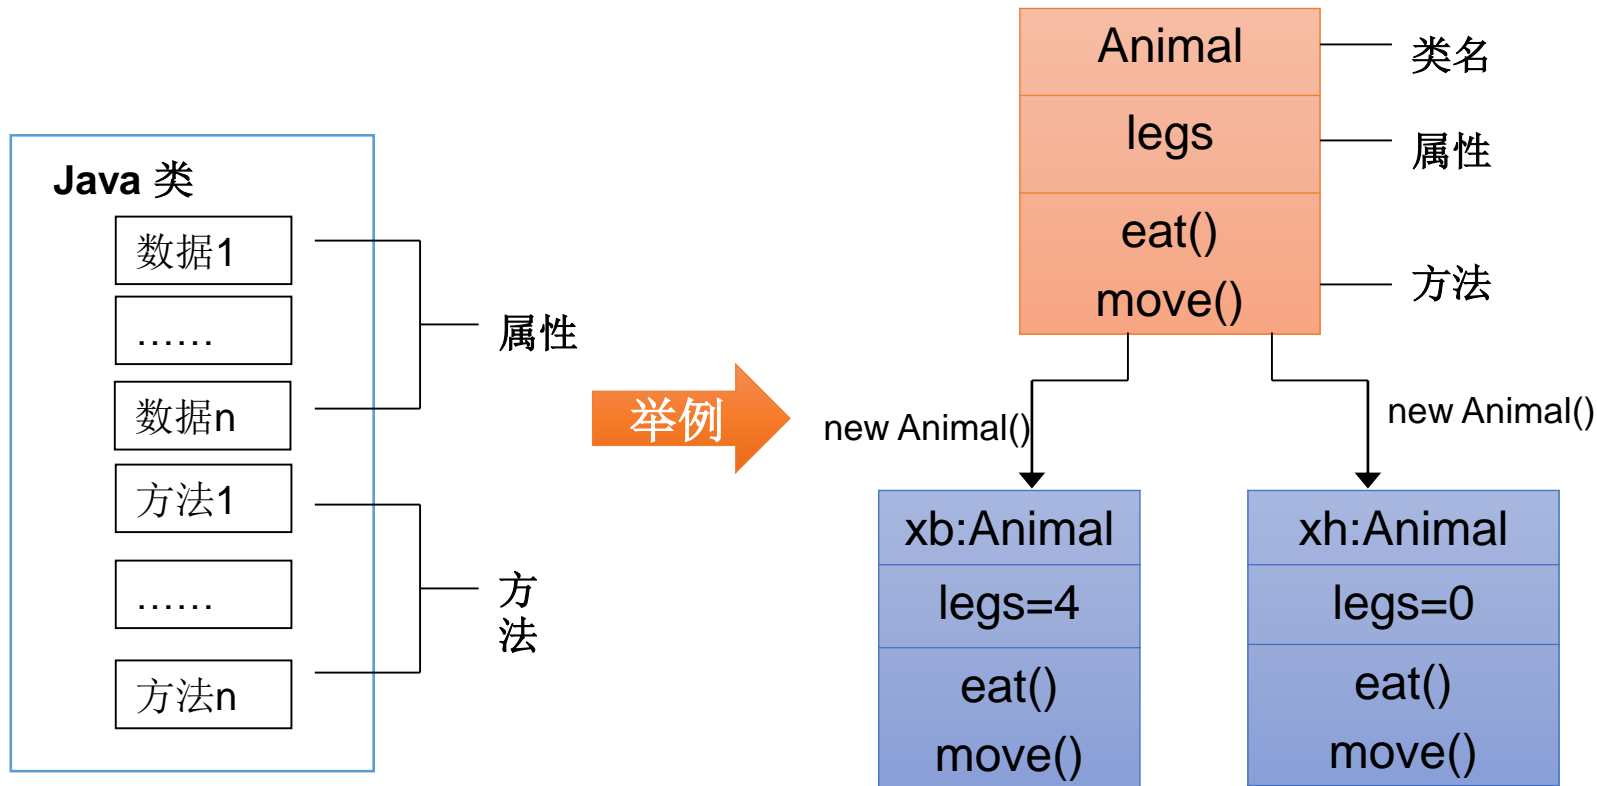 Java 类
数据1
……
数据n
方法1
……
方法n
属性
方
法
举例
Animal
legs
eat()
move()
类名
属性
方法
new Animal()
new Animal()
xb:Animal
legs=4
eat()
move()
xh:Animal
legs=0
eat()
move()